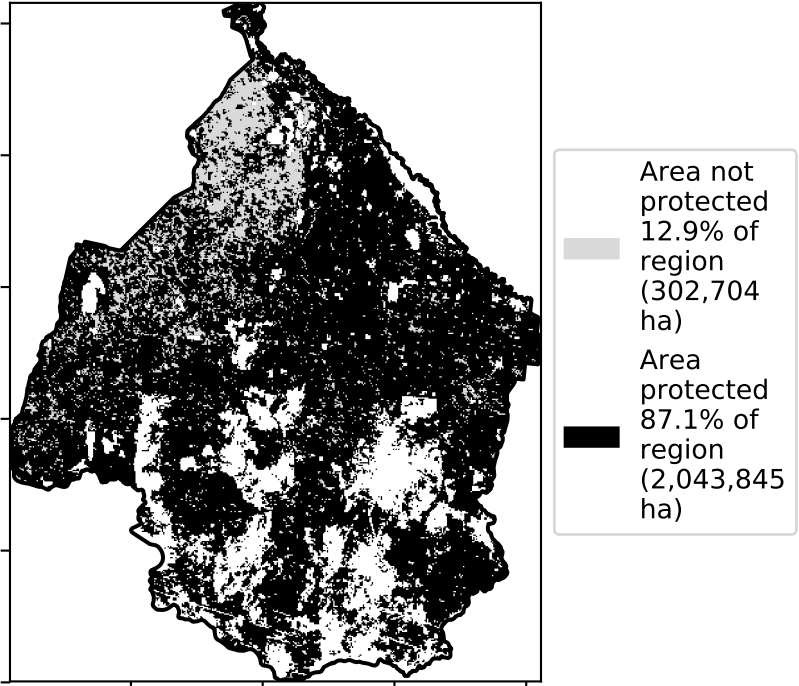 Area not
protected
12.9% of
region
(302,704
ha)
Area
protected
87.1% of
region
(2,043,845
ha)